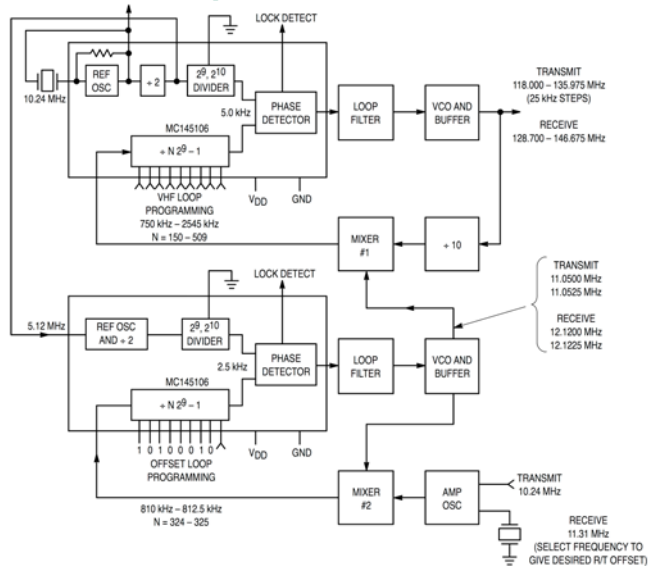 LOCK DETECT
10.24 MHz
REF
OSC
÷ 2
2⁹, 2¹⁰
DIVIDER
5.0 kHz
PHASE
DETECTOR
MC145106
÷ N 2⁹ – 1
VHF LOOP
PROGRAMMING
750 kHz – 2545 kHz
N = 150 – 509
VDD
GND
LOOP
FILTER
VCO AND
BUFFER
TRANSMIT
118.000 – 135.975 MHz
(25 kHz STEPS)
RECEIVE
128.700 – 146.675 MHz
MIXER
#1
÷ 10
TRANSMIT
11.0500 MHz
11.0525 MHz
RECEIVE
12.1200 MHz
12.1225 MHz
LOCK DETECT
5.12 MHz
REF OSC
AND ÷ 2
2⁹, 2¹⁰
DIVIDER
2.5 kHz
PHASE
DETECTOR
MC145106
÷ N 2⁹ – 1
1 0 1 0 0 0 1 0
OFFSET LOOP
PROGRAMMING
VDD
GND
LOOP
FILTER
VCO AND
BUFFER
810 kHz – 812.5 kHz
N = 324 – 325
MIXER
#2
AMP
OSC
TRANSMIT
10.24 MHz
RECEIVE
11.31 MHz
(SELECT FREQUENCY TO
GIVE DESIRED R/T OFFSET)